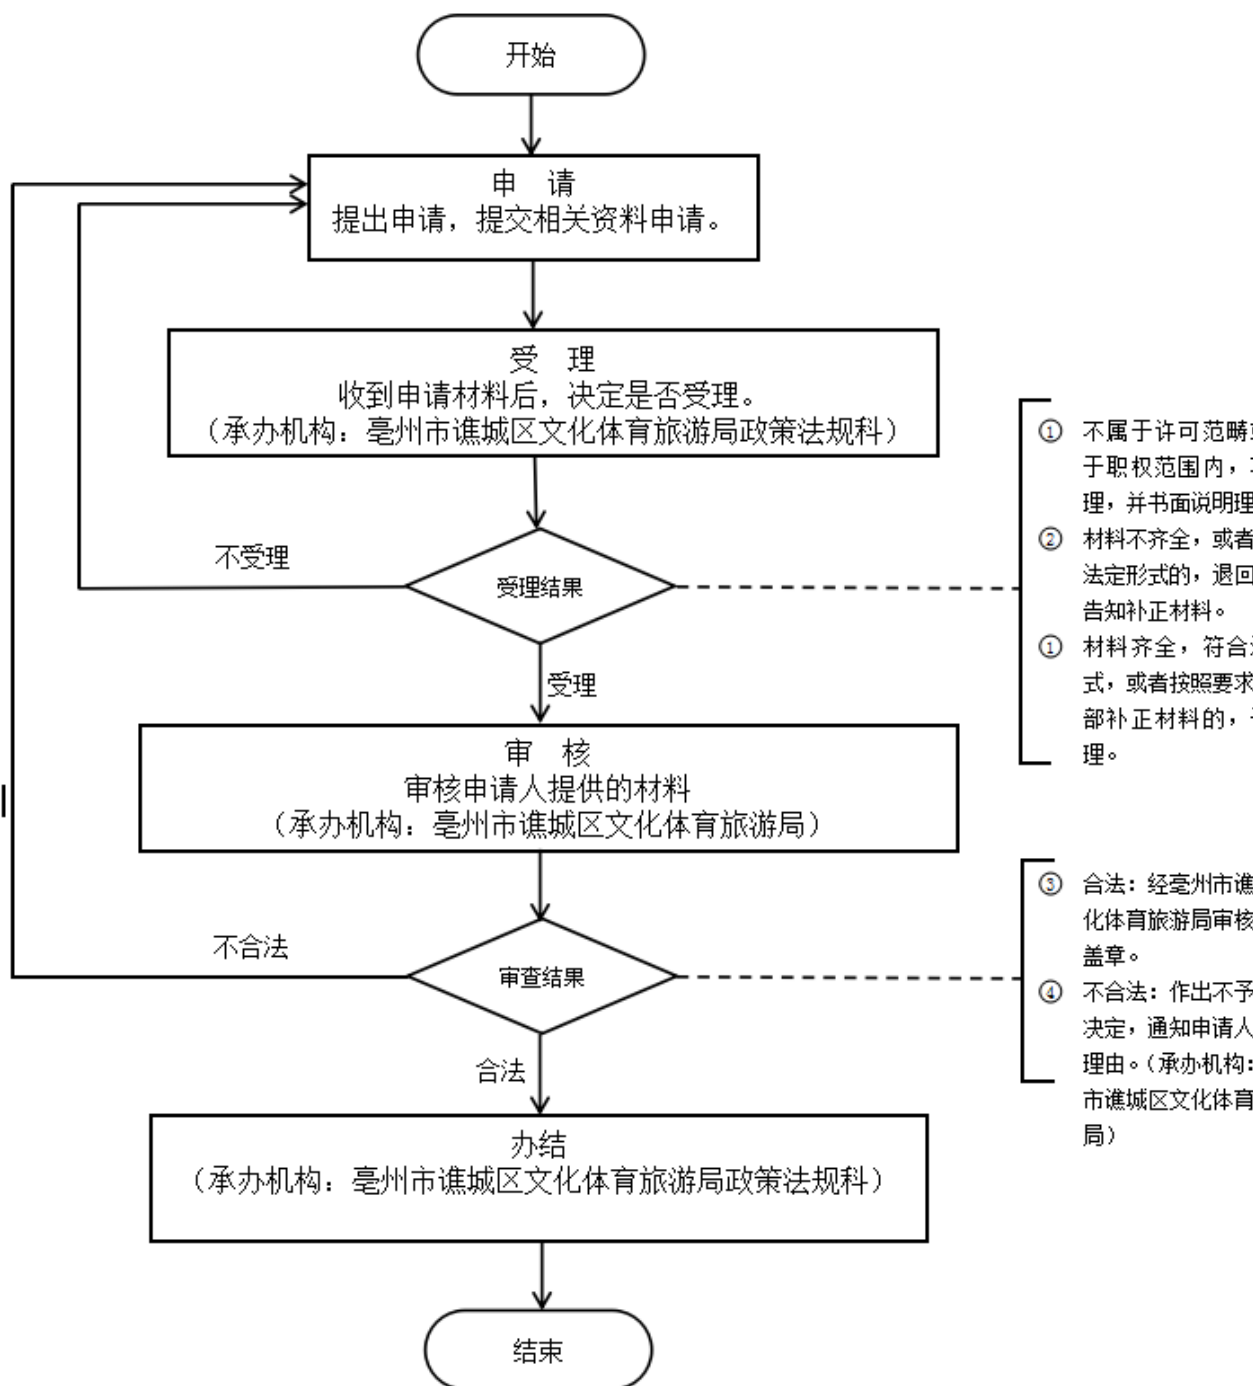 开始
申 请
提出申请，提交相关资料申请。
受 理
收到申请材料后，决定是否受理。
（承办机构：亳州市谯城区文化体育旅游局政策法规科）
不受理
受理结果
① 不属于许可范畴
于职权范围内，
理，并书面说明理
② 材料不齐全，或者
法定形式的，退回
告知补正材料。
① 材料齐全，符合
式，或者按照要求
部补正材料的，
理。
受理
审 核
审核申请人提供的材料
（承办机构：亳州市谯城区文化体育旅游局）
不合法
审查结果
③ 合法：经亳州市谯
化体育旅游局审核
盖章。
④ 不合法：作出不予
决定，通知申请人
理由。（承办机构：
市谯城区文化体育
局）
合法
办结
（承办机构：亳州市谯城区文化体育旅游局政策法规科）
结束